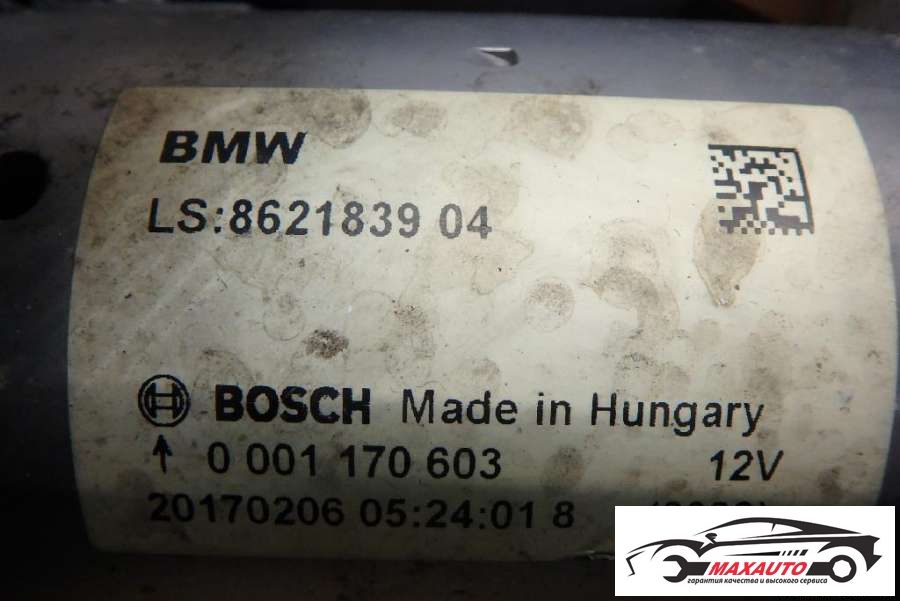 BMW
LS:8621839 04
BOSCH Made in Hungary
0 001 170 603 12V
20170206 05:24:01 8
MAXAUTO
гарантия качества и высокого сервиса